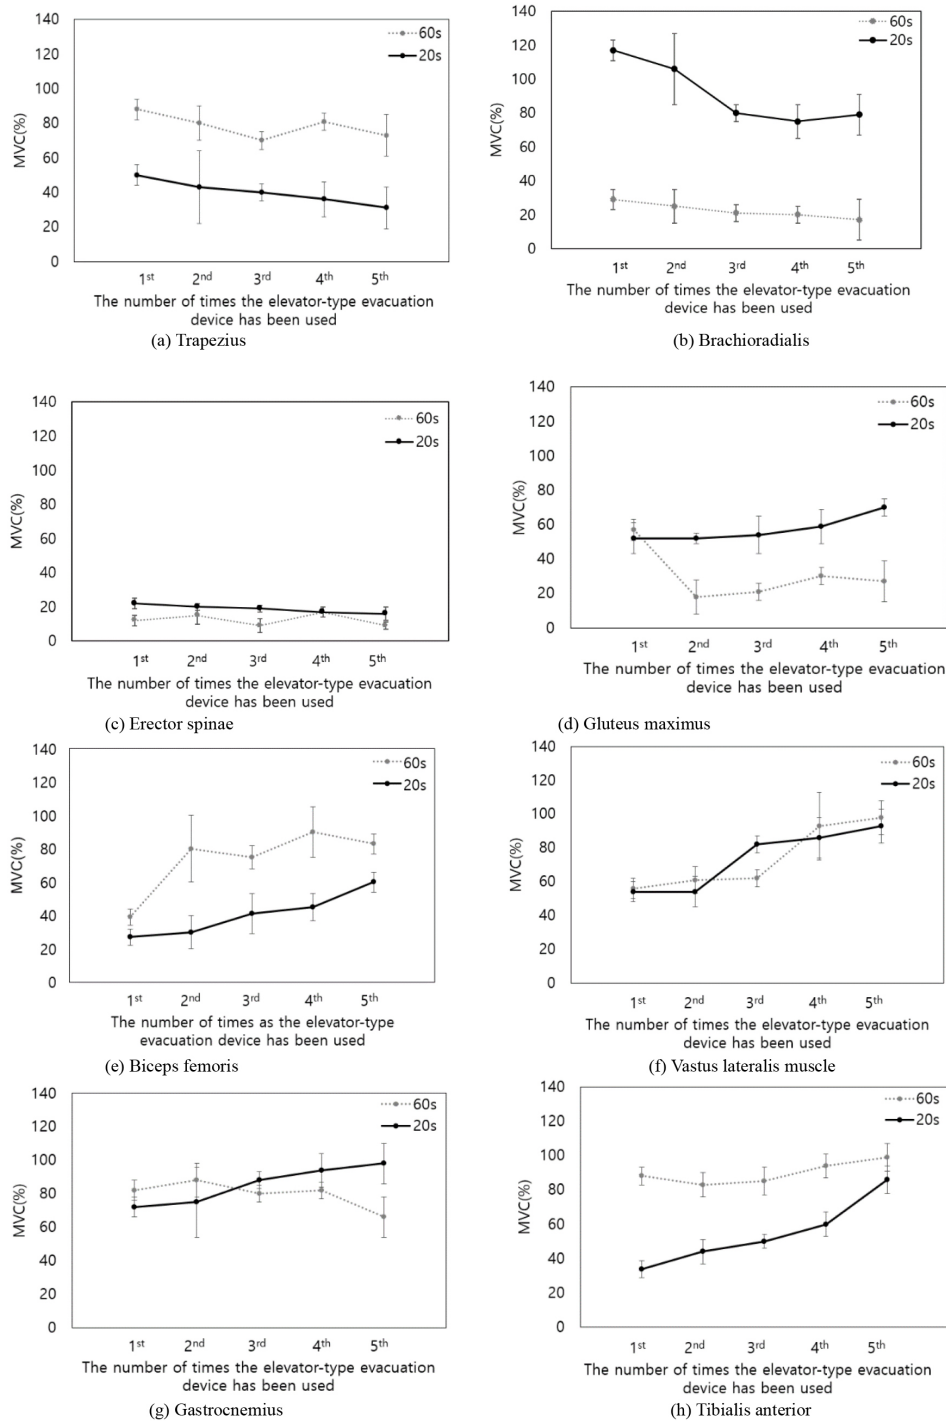 140
120
100
80
60
40
20
0
MVC(%)
60s
20s
1st 2nd 3rd 4th 5th
The number of times the elevator-type evacuation
device has been used
(a) Trapezius
140
120
100
80
60
40
20
0
MVC(%)
60s
20s
1st 2nd 3rd 4th 5th
The number of times the elevator-type evacuation
device has been used
(b) Brachioradialis
140
120
100
80
60
40
20
0
MVC(%)
60s
20s
1st 2nd 3rd 4th 5th
The number of times the elevator-type evacuation
device has been used
(c) Erector spinae
140
120
100
80
60
40
20
0
MVC(%)
60s
20s
1st 2nd 3rd 4th 5th
The number of times the elevator-type evacuation
device has been used
(d) Gluteus maximus
140
120
100
80
60
40
20
0
MVC(%)
60s
20s
1st 2nd 3rd 4th 5th
The number of times as the elevator-type
evacuation device has been used
(e) Biceps femoris
140
120
100
80
60
40
20
0
MVC(%)
60s
20s
1st 2nd 3rd 4th 5th
The number of times the elevator-type evacuation
device has been used
(f) Vastus lateralis muscle
140
120
100
80
60
40
20
0
MVC(%)
60s
20s
1st 2nd 3rd 4th 5th
The number of times the elevator-type evacuation
device has been used
(g) Gastrocnemius
140
120
100
80
60
40
20
0
MVC(%)
60s
20s
1st 2nd 3rd 4th 5th
The number of times the elevator-type evacuation
device has been used
(h) Tibialis anterior